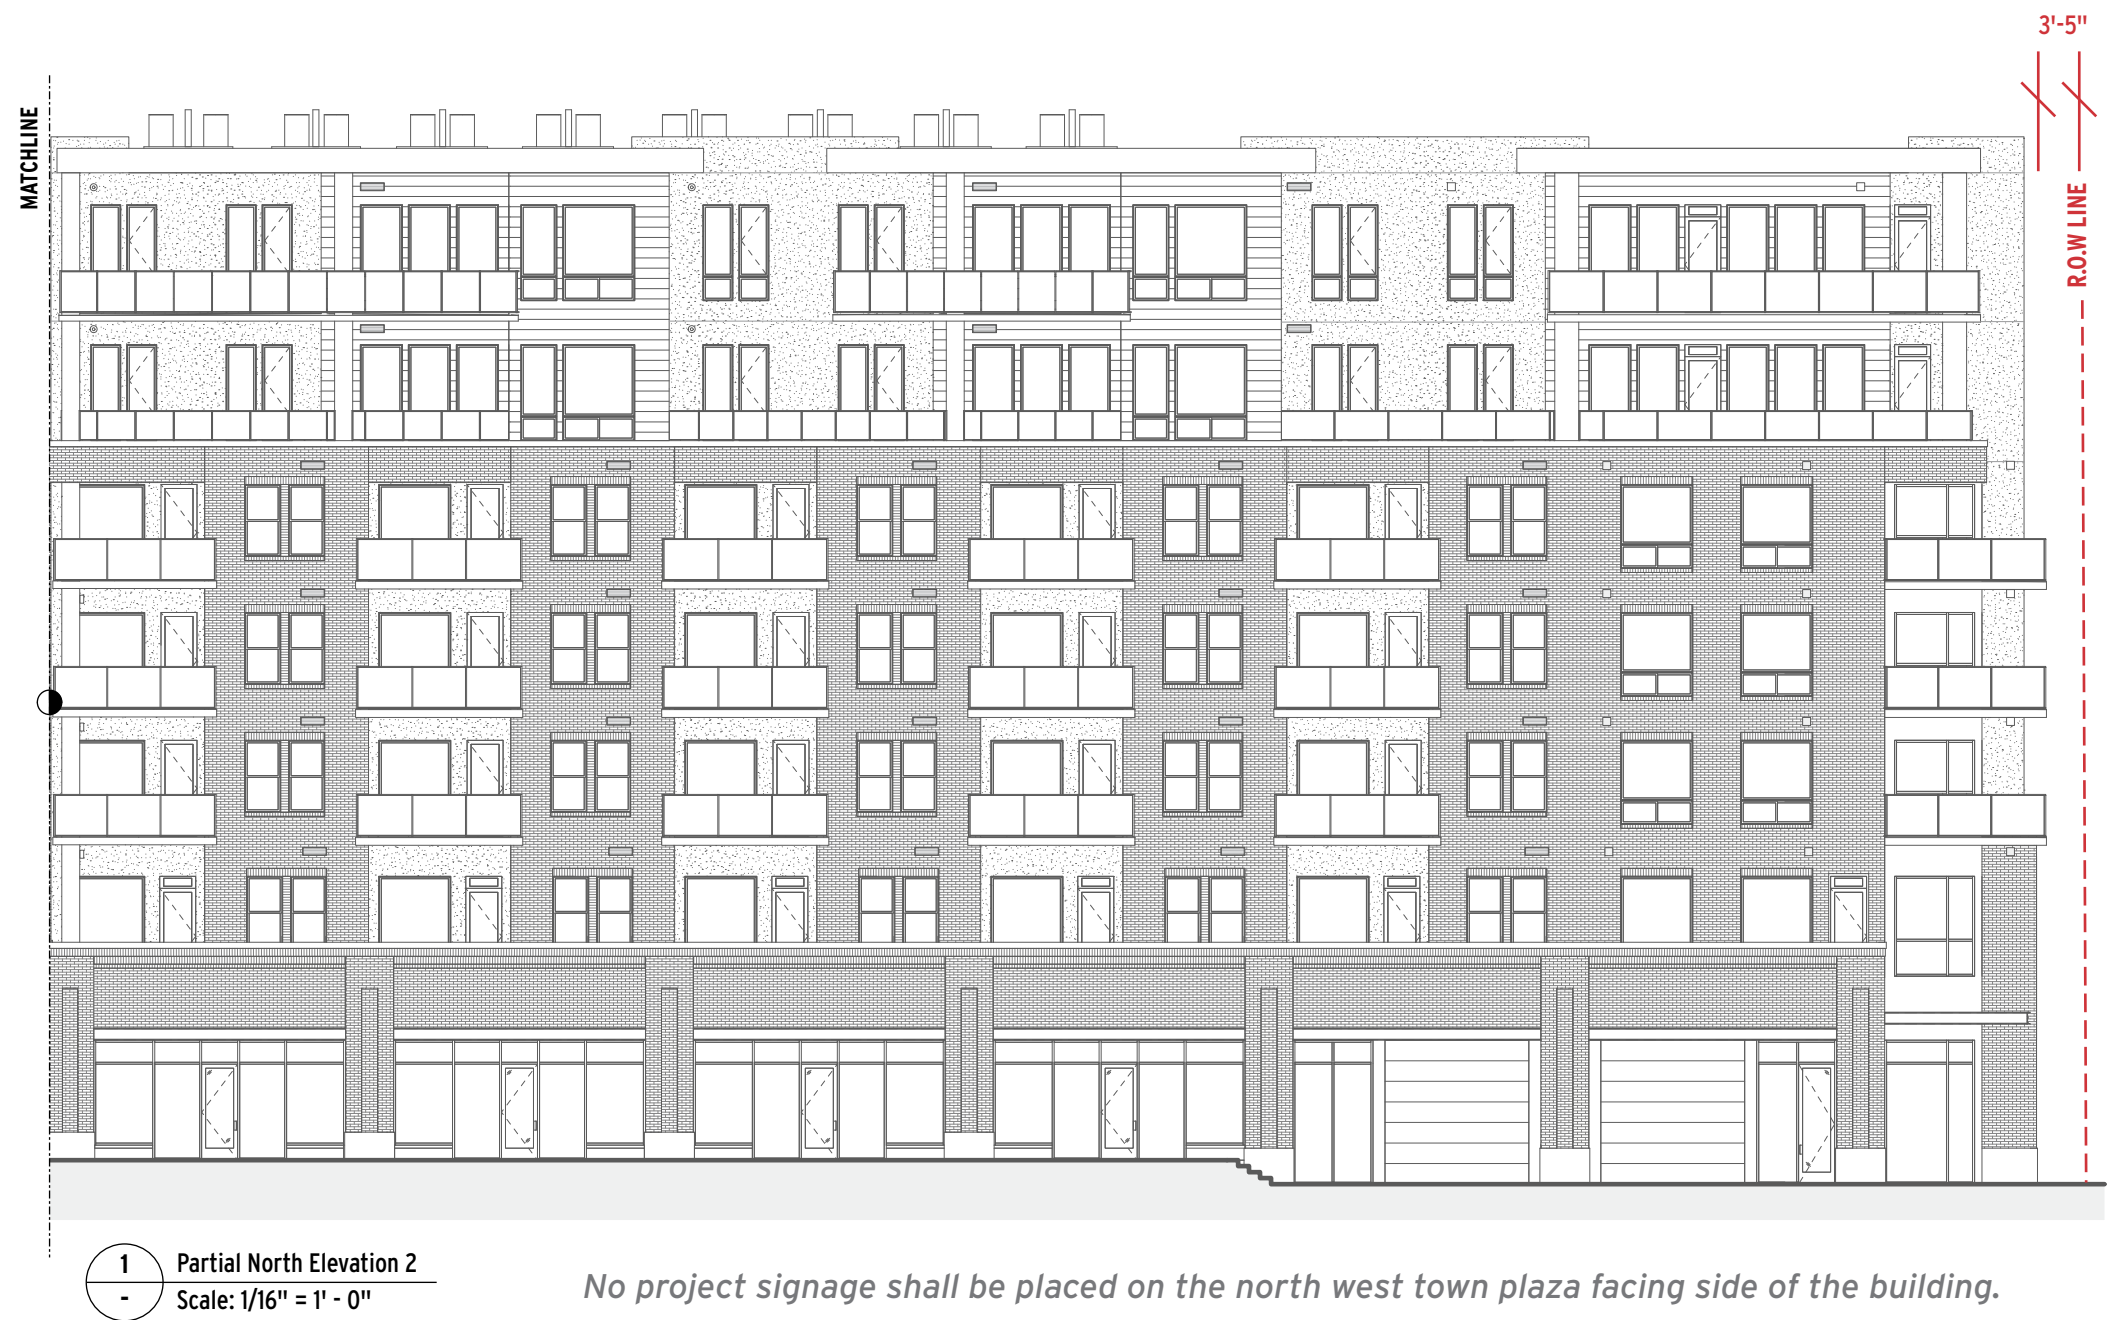 3'-5"
MATCHLINE
R.O.W LINE
1
-
Partial North Elevation 2
Scale: 1/16" = 1' - 0"
No project signage shall be placed on the north west town plaza facing side of the building.